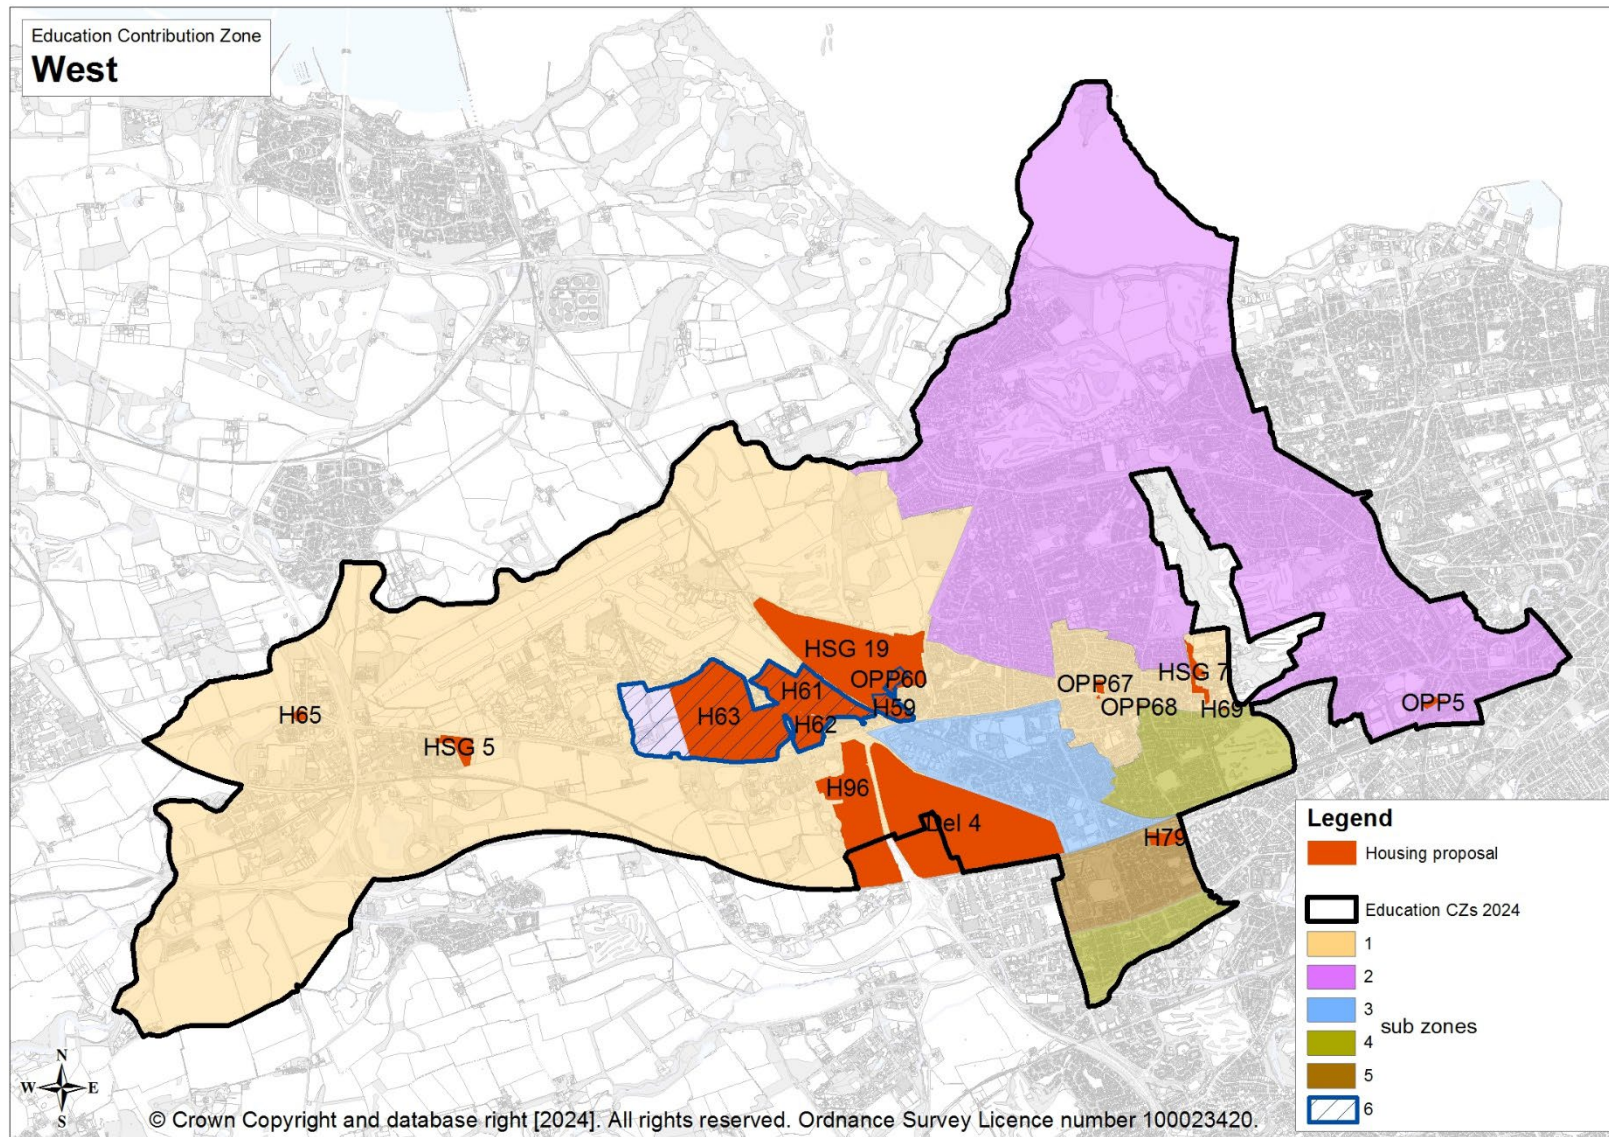 Education Contribution Zone
West
HSG 19
OPP60
H61
H59
H63
H62
H65
HSG 5
OPP67
HSG 7
OPP68
H69
OPP5
H96
Del 4
H79
Legend
Housing proposal
Education CZs 2024
1
2
3
sub zones
4
5
6
N
W E
S
© Crown Copyright and database right [2024]. All rights reserved. Ordnance Survey Licence number 100023420.